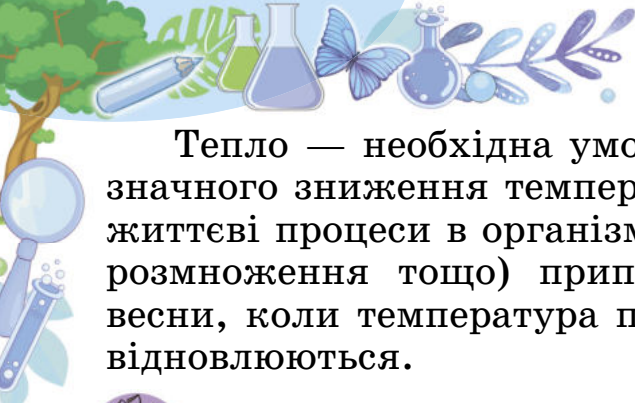 Тепло — необхідна умо
значного зниження темпер
життєві процеси в організм
розмноження тощо) прип
весни, коли температура п
відновлюються.